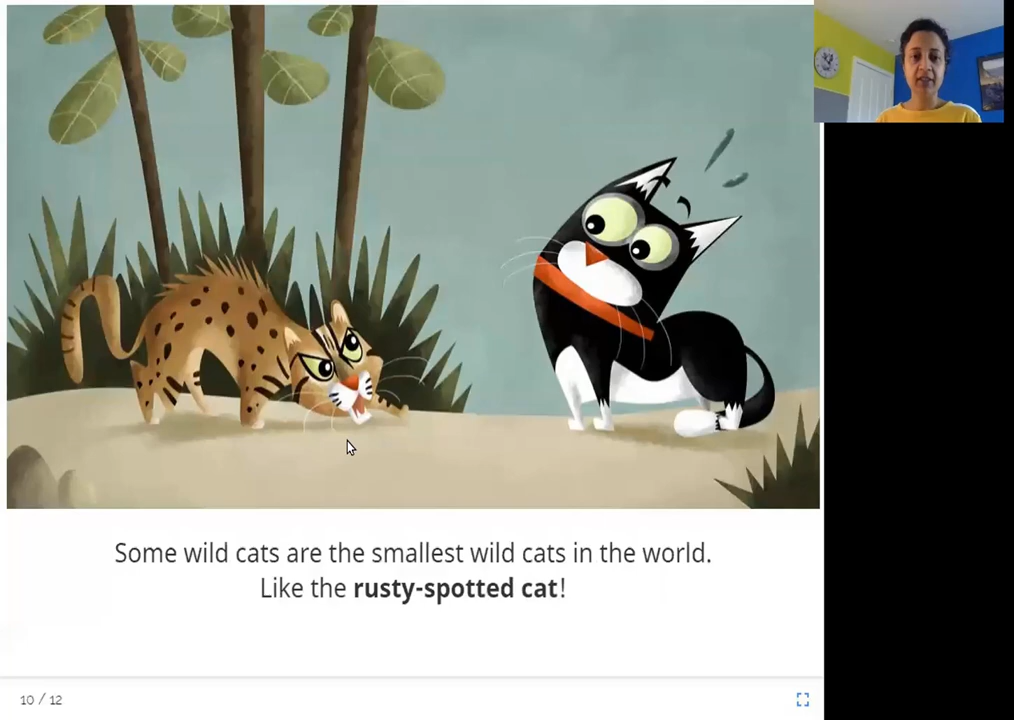 Some wild cats are the smallest wild cats in the world.
Like the rusty-spotted cat!
10 / 12